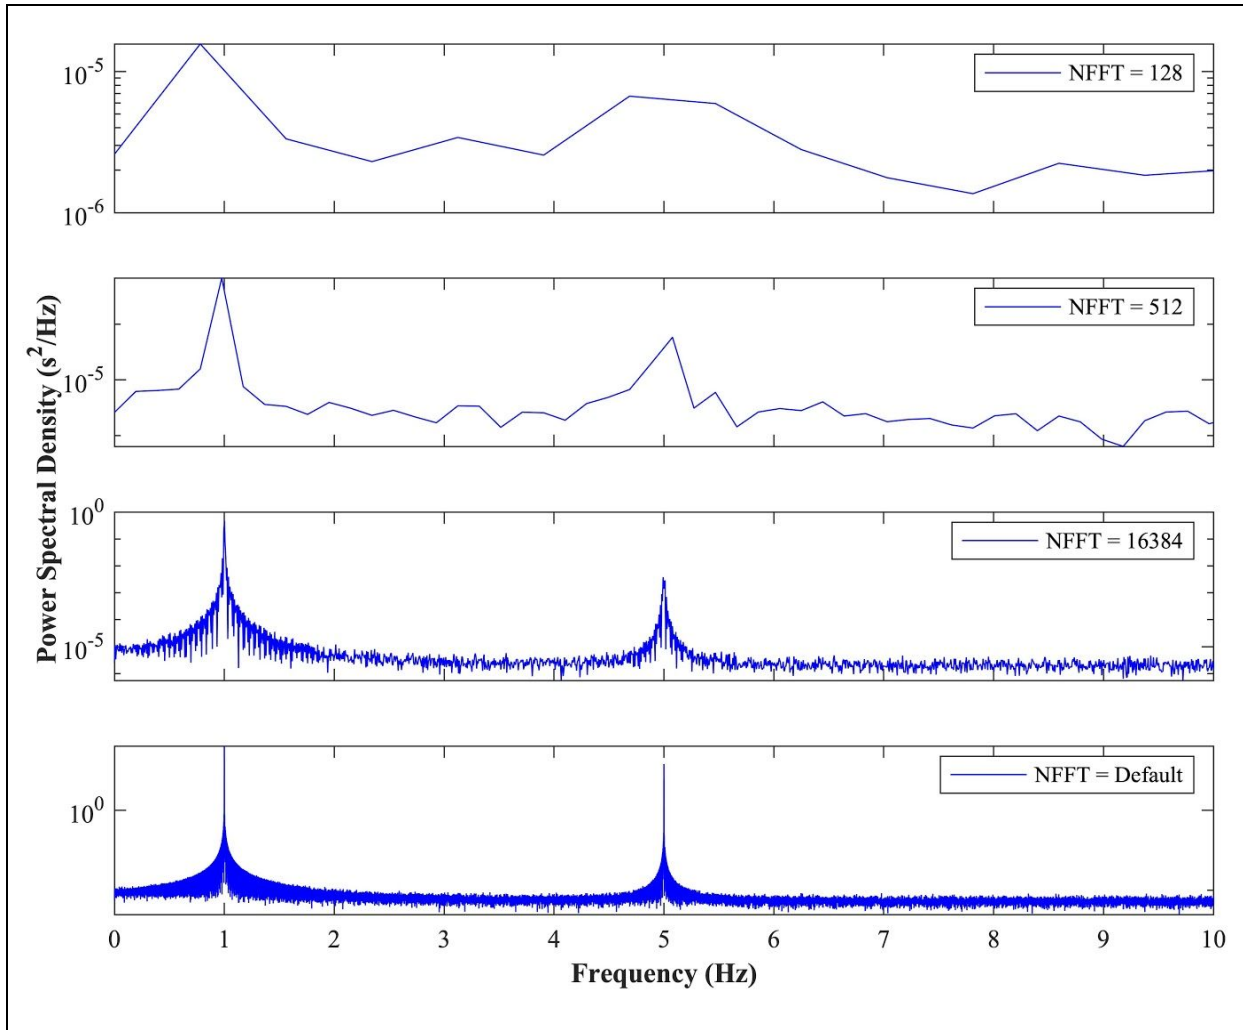 10^-5
10^-6
NFFT = 128
10^-5
NFFT = 512
10^0
10^-5
NFFT = 16384
10^0
NFFT = Default
0 1 2 3 4 5 6 7 8 9 10
Frequency (Hz)
Power Spectral Density (s^2/Hz)